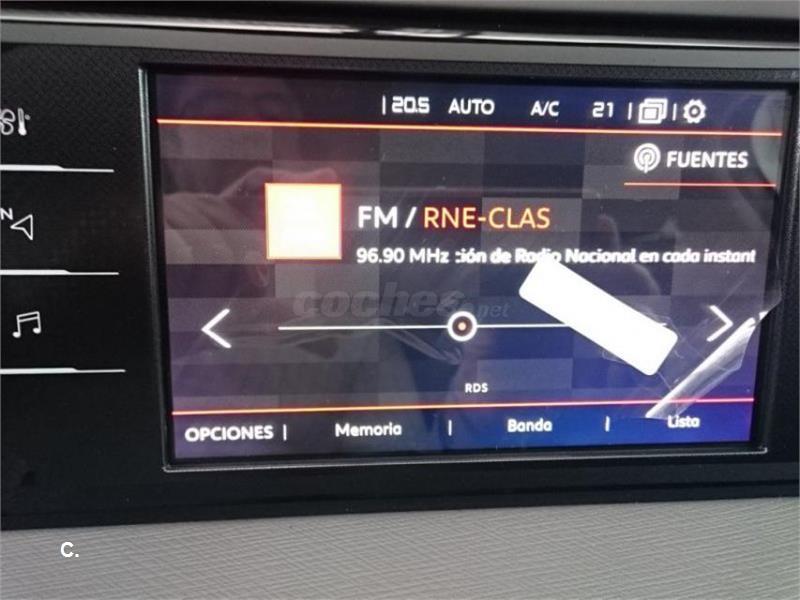 20.5 AUTO A/C 21
FUENTES
FM / RNE-CLAS
96.90 MHz ción de Radio Nacional en cada instant
coches.net
N
RDS
OPCIONES | Memoria | Banda | Lista
C.